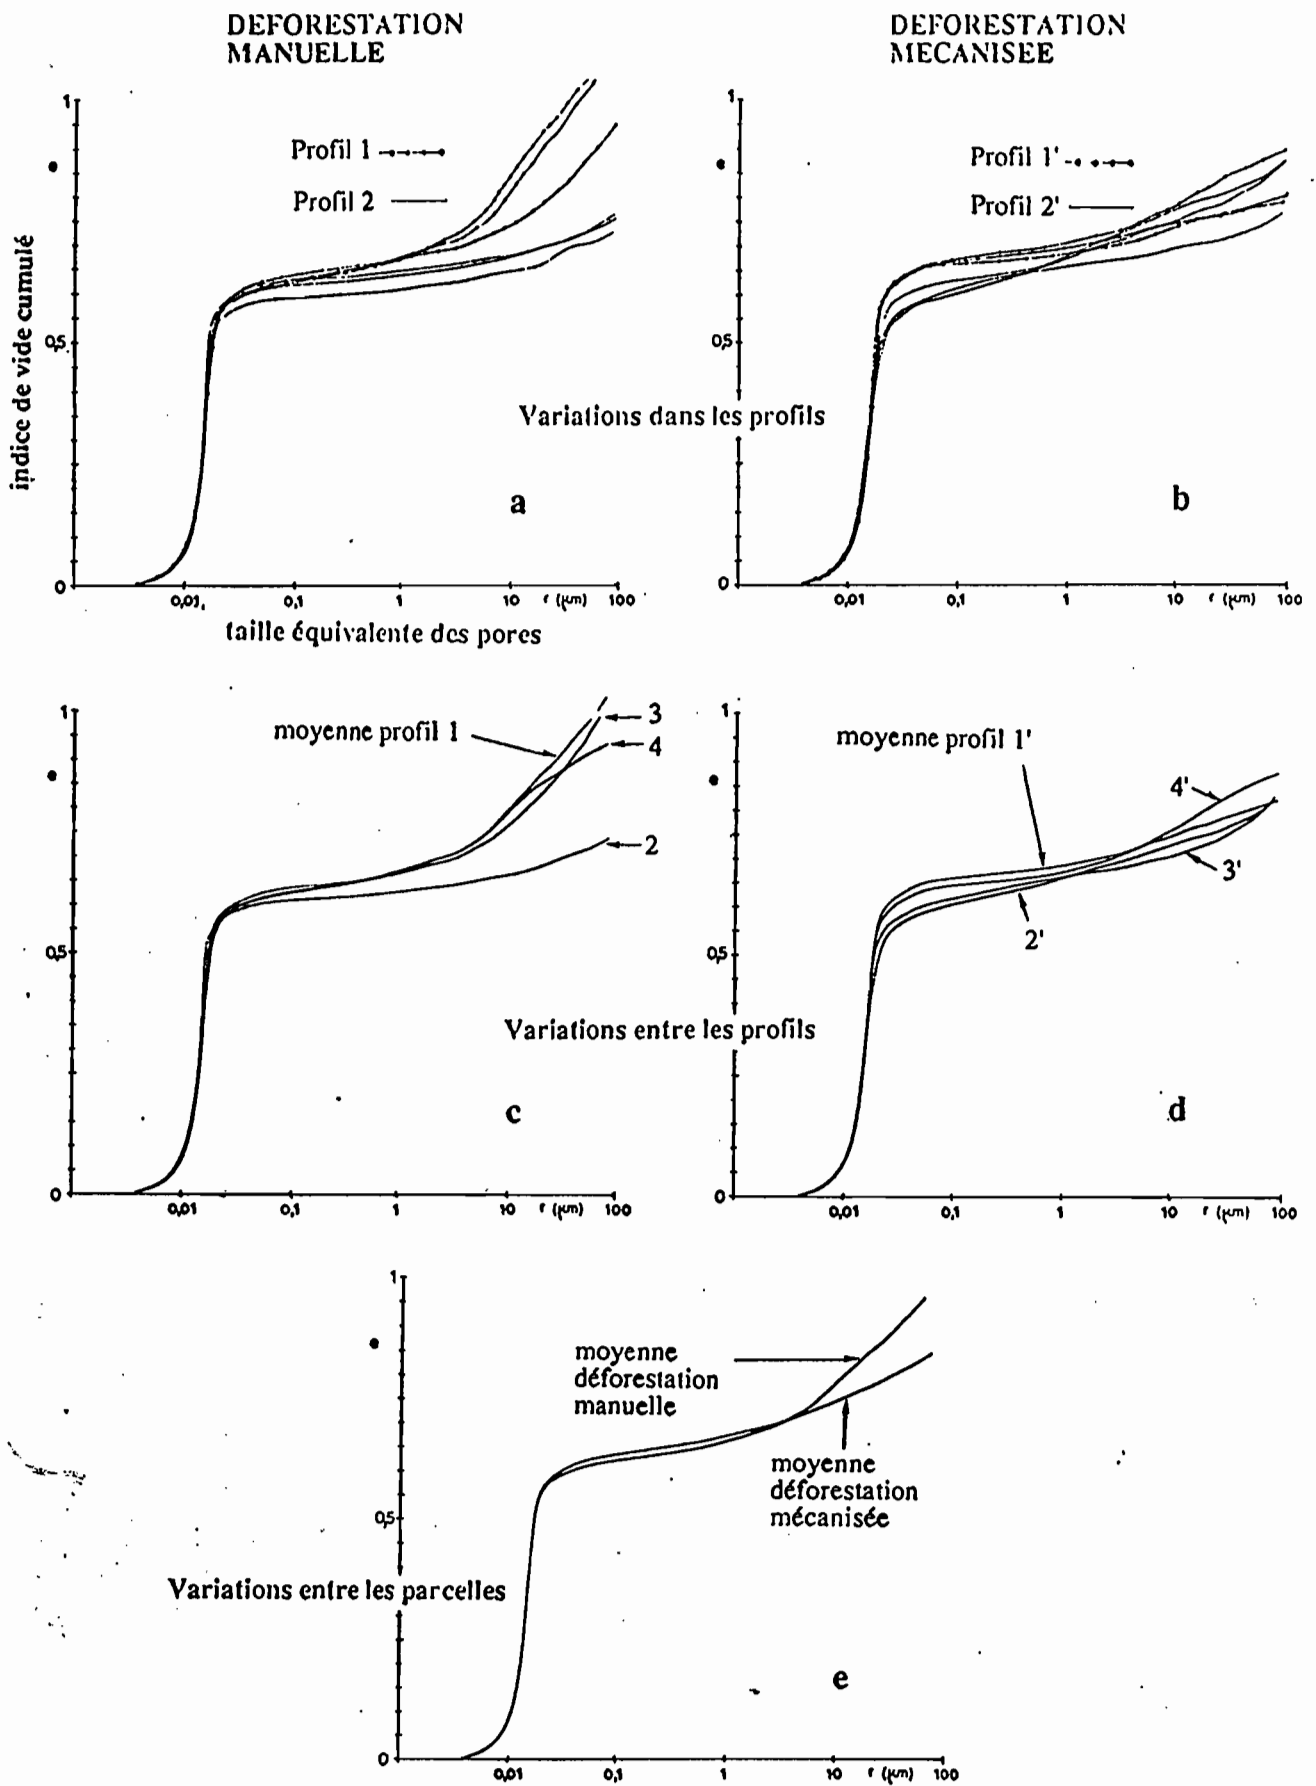 DEFORESTATION
MANUELLE
DEFORESTATION
MECANISEE
1
e
Profil 1
Profil 2
indice de vide cumulé
0,5
a
0
0,01
0,1
1
10
r (µm)
100
taille équivalente des pores
1
e
Profil 1'
Profil 2'
0,5
Variations dans les profils
b
0
0,01
0,1
1
10
r (µm)
100
1
e
moyenne profil 1
3
4
2
0,5
c
0
0,01
0,1
1
10
r (µm)
100
1
e
moyenne profil 1'
4'
3'
2'
0,5
Variations entre les profils
d
0
0,01
0,1
1
10
r (µm)
100
1
e
moyenne
déforestation
manuelle
moyenne
déforestation
mécanisée
0,5
Variations entre les parcelles
e
0
0,01
0,1
1
10
r (µm)
100